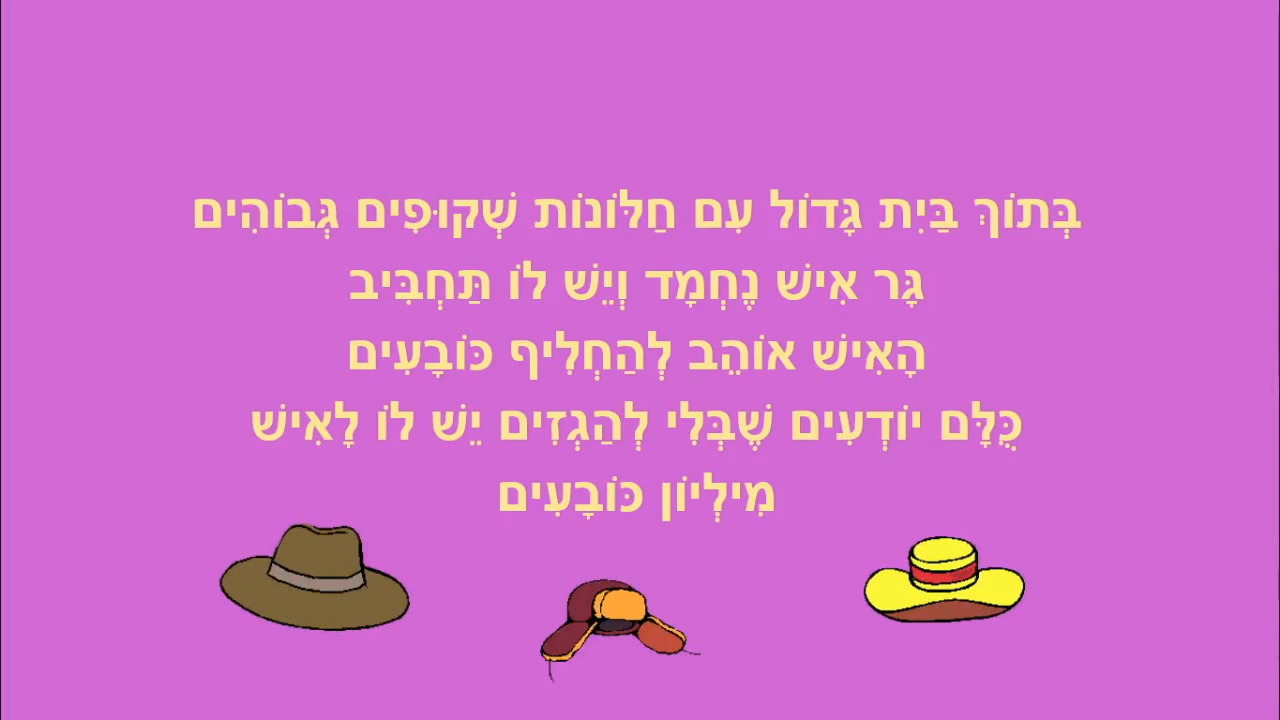 בְּתוֹךְ בַּיִת גָּדוֹל עִם חַלּוֹנוֹת שְׁקוּפִים גְּבוֹהִים
גָּר אִישׁ נֶחְמָד וְיֵשׁ לוֹ תַּחְבִּיב
הָאִישׁ אוֹהֵב לְהַחְלִיף כּוֹבָעִים
כֻּלָּם יוֹדְעִים שֶׁבְּלִי לְהַגְזִים יֵשׁ לוֹ לָאִישׁ
מִילְיוֹן כּוֹבָעִים